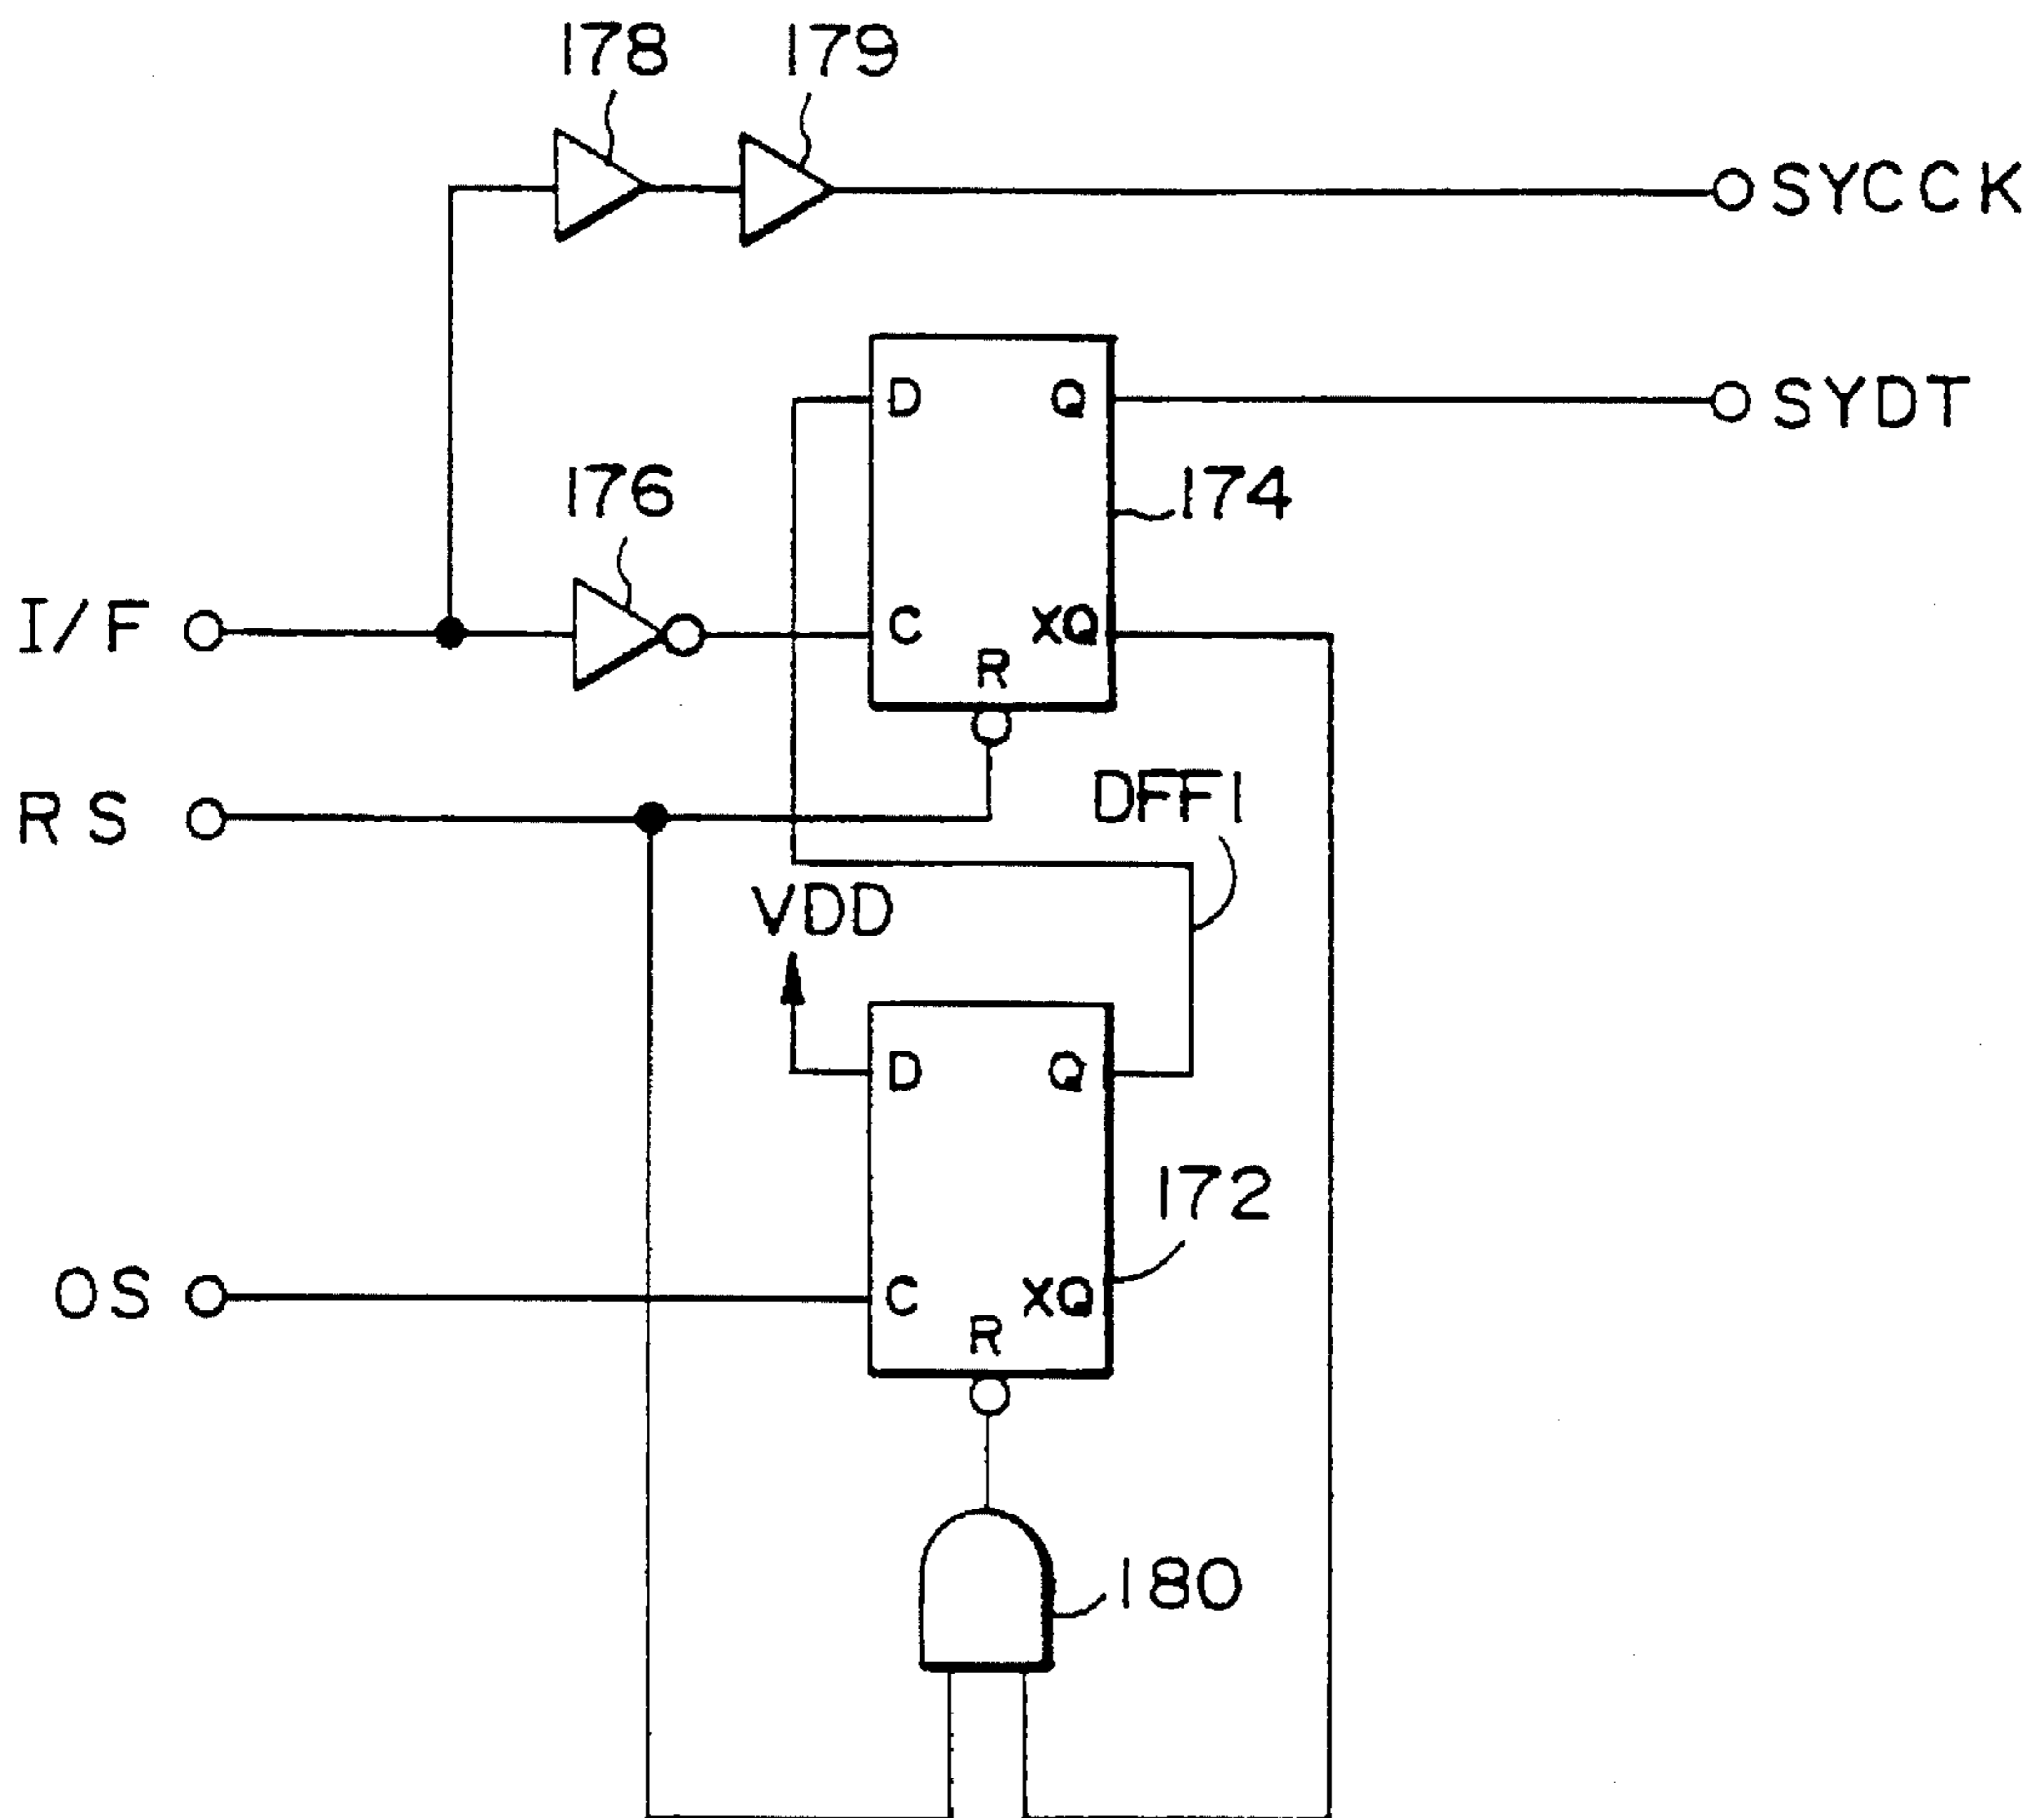 178 179
SYCCK
D Q SYDT
176
174
I/F C XQ
R
RS
DFF1
VDD
D Q
172
OS C XQ
R
180